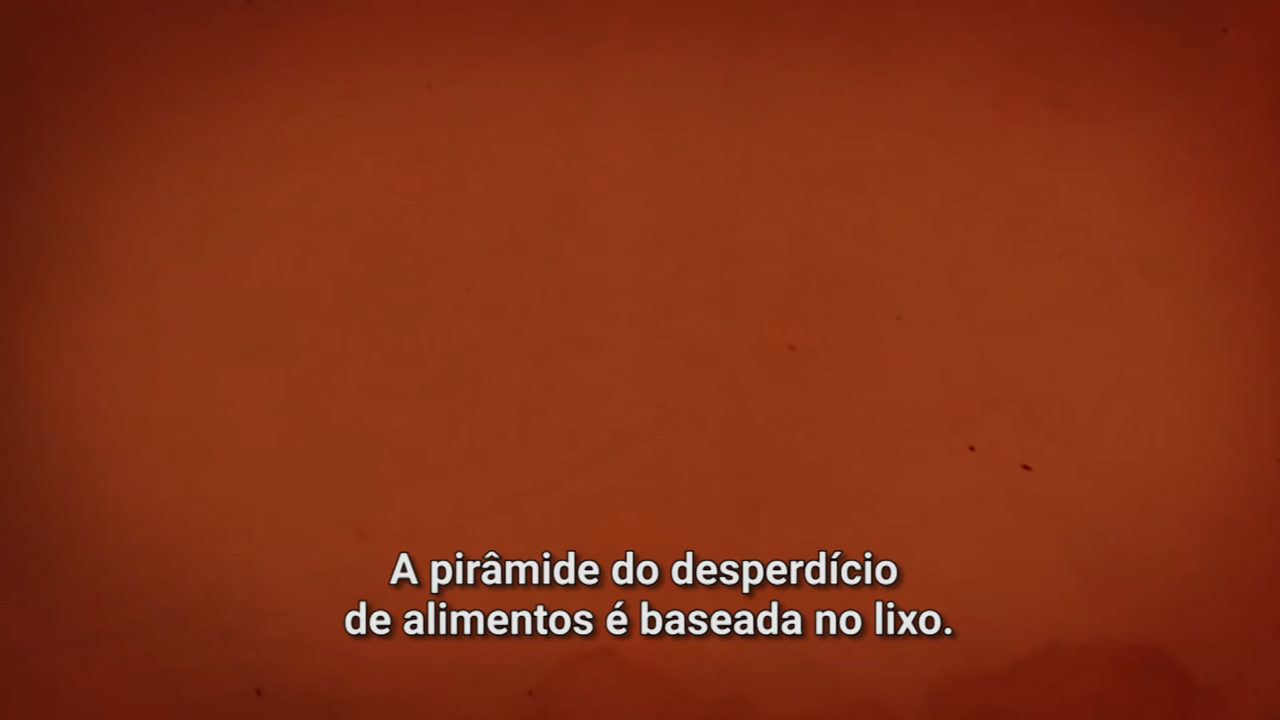 A pirâmide do desperdício
de alimentos é baseada no lixo.